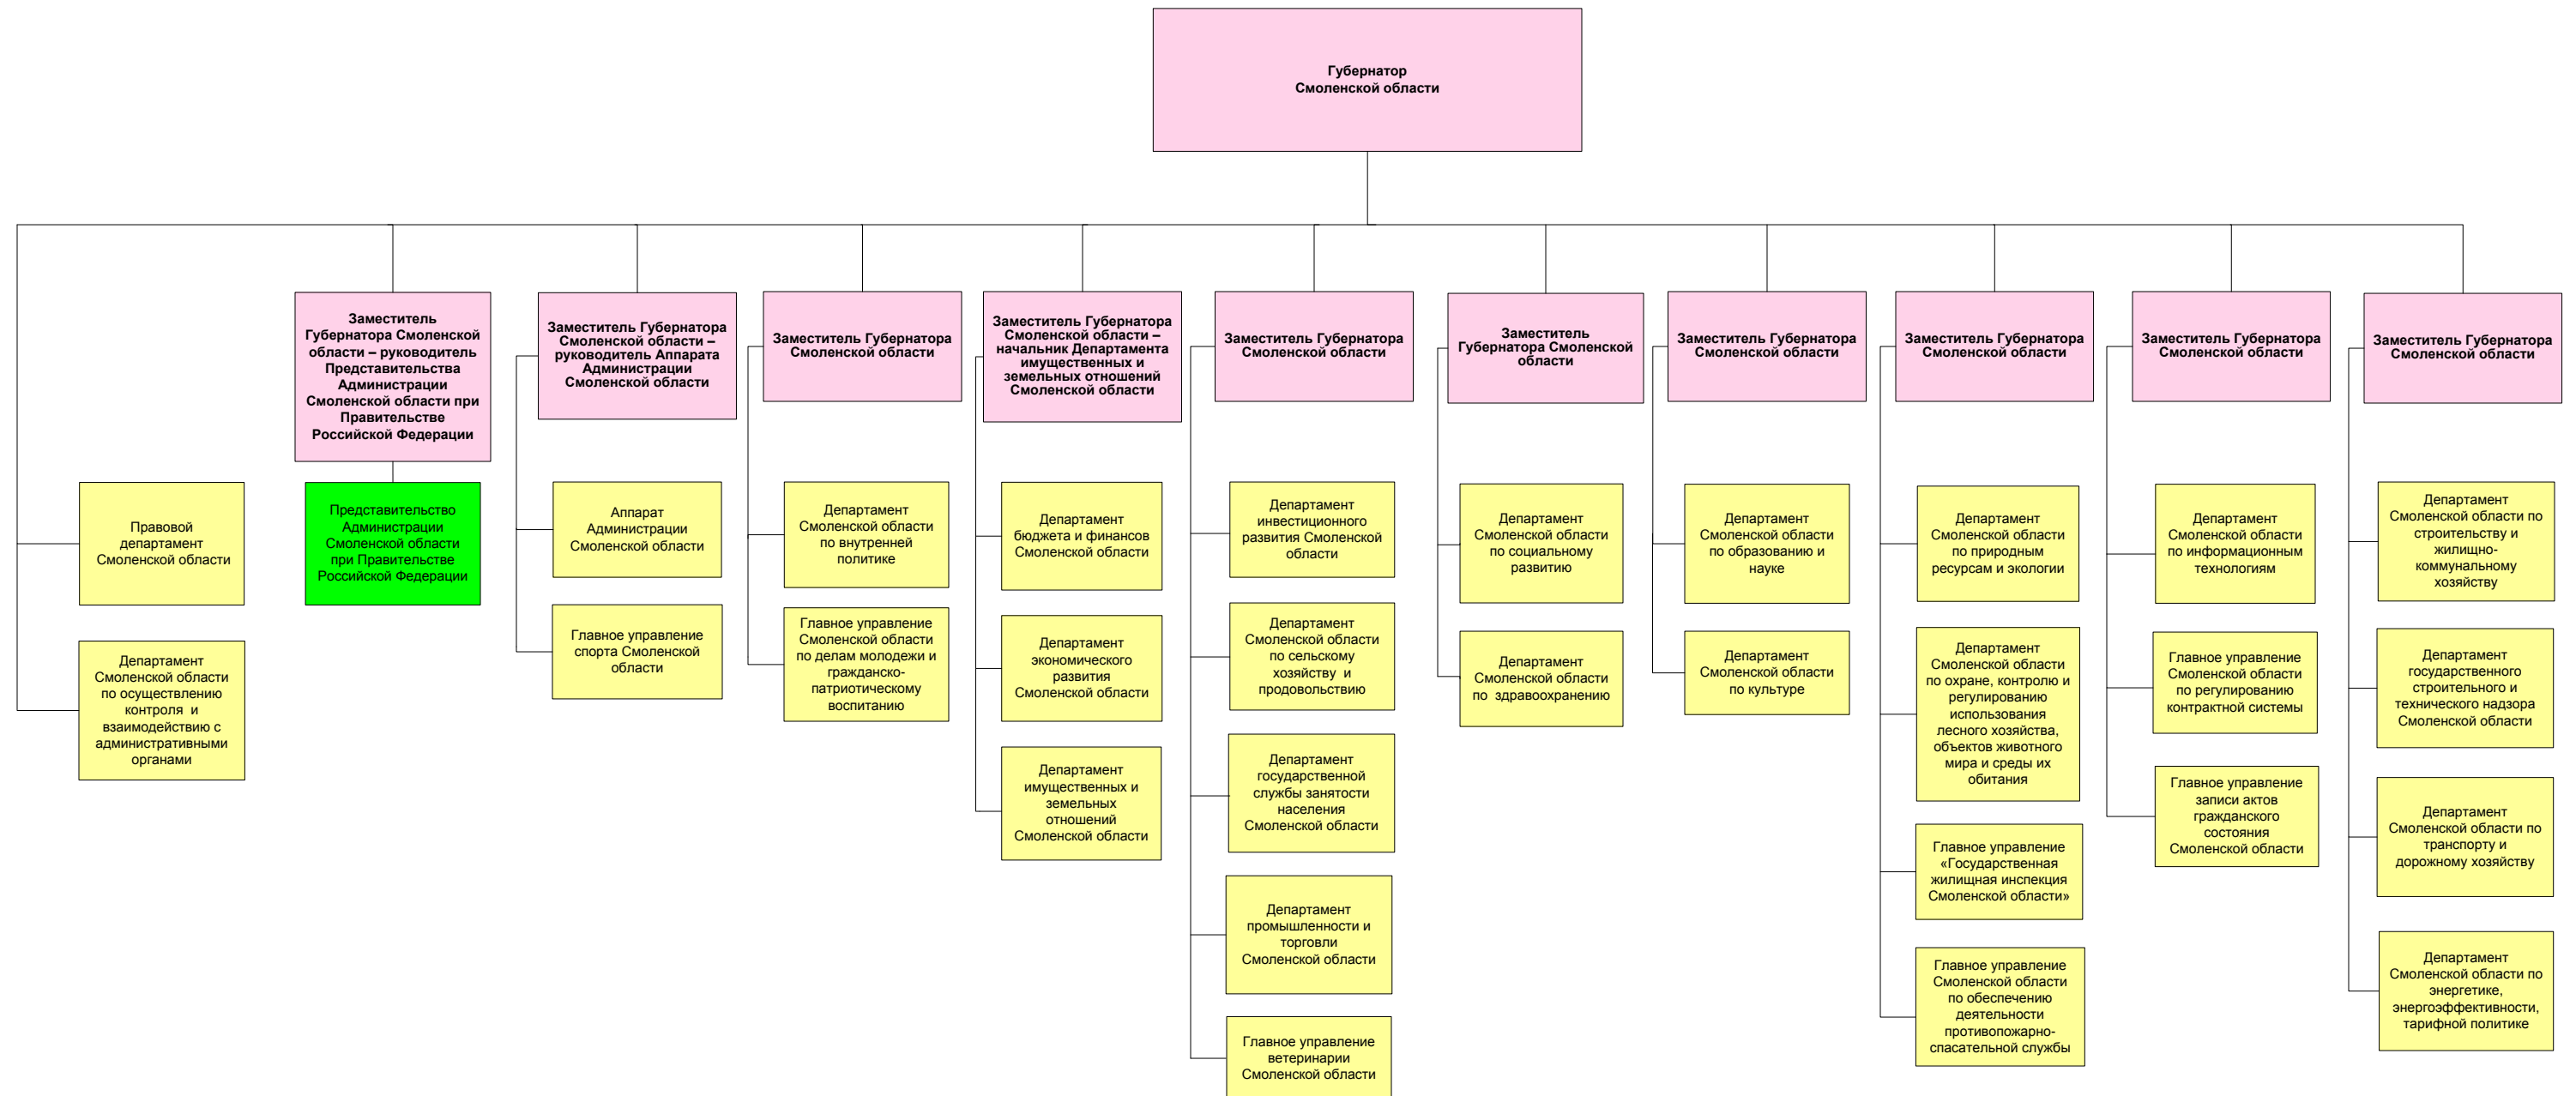 Губернатор
Смоленской области
Заместитель
Губернатора Смоленской
области – руководитель
Представительства
Администрации
Смоленской области при
Правительстве
Российской Федерации
Заместитель Губернатора
Смоленской области –
руководитель Аппарата
Администрации
Смоленской области
Заместитель Губернатора
Смоленской области
Заместитель Губернатора
Смоленской области –
начальник Департамента
имущественных и
земельных отношений
Смоленской области
Заместитель Губернатора
Смоленской области
Заместитель
Губернатора Смоленской
области
Заместитель Губернатора
Смоленской области
Заместитель Губернатора
Смоленской области
Заместитель Губернатора
Смоленской области
Заместитель Губернатора
Смоленской области
Правовой
департамент
Смоленской области
Департамент
Смоленской области
по осуществлению
контроля и
взаимодействию с
административными
органами
Представительство
Администрации
Смоленской области
при Правительстве
Российской Федерации
Аппарат
Администрации
Смоленской области
Главное управление
спорта Смоленской
области
Департамент
Смоленской области
по внутренней
политике
Главное управление
Смоленской области
по делам молодежи и
гражданско-
патриотическому
воспитанию
Департамент
бюджета и финансов
Смоленской области
Департамент
экономического
развития
Смоленской области
Департамент
имущественных и
земельных
отношений
Смоленской области
Департамент
инвестиционного
развития Смоленской
области
Департамент
Смоленской области
по сельскому
хозяйству и
продовольствию
Департамент
государственной
службы занятости
населения
Смоленской области
Департамент
промышленности и
торговли
Смоленской области
Главное управление
ветеринарии
Смоленской области
Департамент
Смоленской области
по социальному
развитию
Департамент
Смоленской области
по здравоохранению
Департамент
Смоленской области
по образованию и
науке
Департамент
Смоленской области
по культуре
Департамент
Смоленской области
по природным
ресурсам и экологии
Департамент
Смоленской области
по охране, контролю и
регулированию
использования
лесного хозяйства,
объектов животного
мира и среды их
обитания
Главное управление
«Государственная
жилищная инспекция
Смоленской области»
Главное управление
Смоленской области
по обеспечению
деятельности
противопожарно-
спасательной службы
Департамент
Смоленской области
по информационным
технологиям
Главное управление
Смоленской области
по регулированию
контрактной системы
Главное управление
записи актов
гражданского
состояния
Смоленской области
Департамент
Смоленской области по
строительству и
жилищно-
коммунальному
хозяйству
Департамент
государственного
строительного и
технического надзора
Смоленской области
Департамент
Смоленской области по
транспорту и
дорожному хозяйству
Департамент
Смоленской области по
энергетике,
энергоэффективности,
тарифной политике